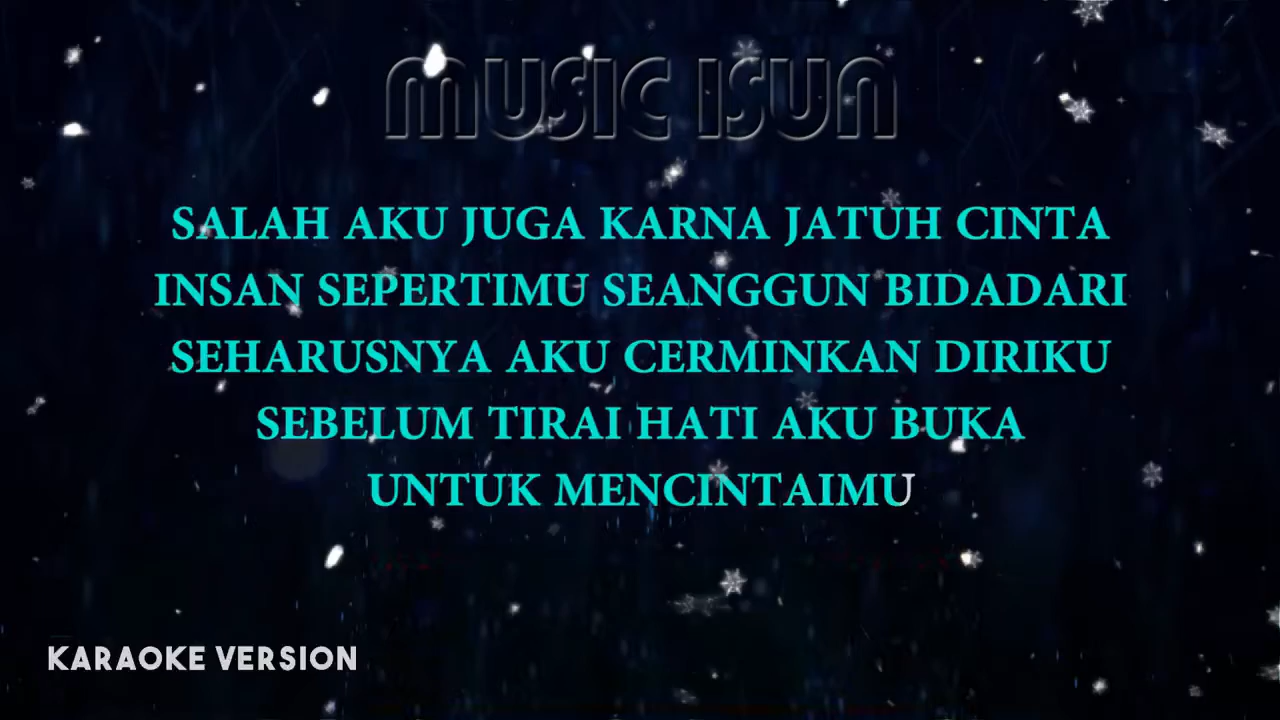 MUSIC ISUN
SALAH AKU JUGA KARNA JATUH CINTA
INSAN SEPERTIMU SEANGGUN BIDADARI
SEHARUSNYA AKU CERMINKAN DIRIKU
SEBELUM TIRAI HATI AKU BUKA
UNTUK MENCINTAIMU
KARAOKE VERSION